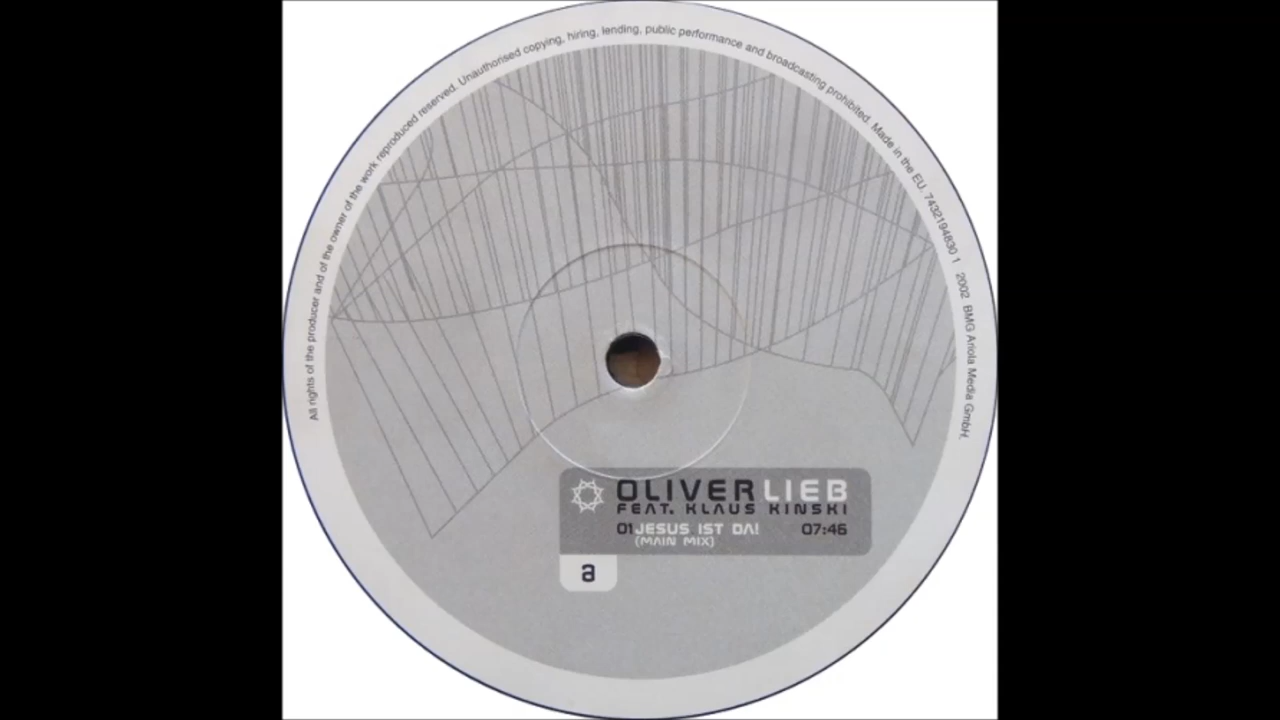 All rights of the producer and of the owner of the work reproduced reserved. Unauthorised copying, hiring, lending, public performance and broadcasting prohibited. Made in the EU. 7432194830 1 2002 BMG Ariola Media GmbH.
OLIVER LIEB
FEAT. KLAUS KINSKI
01 JESUS IST DA! 07:46
(MAIN MIX)
a